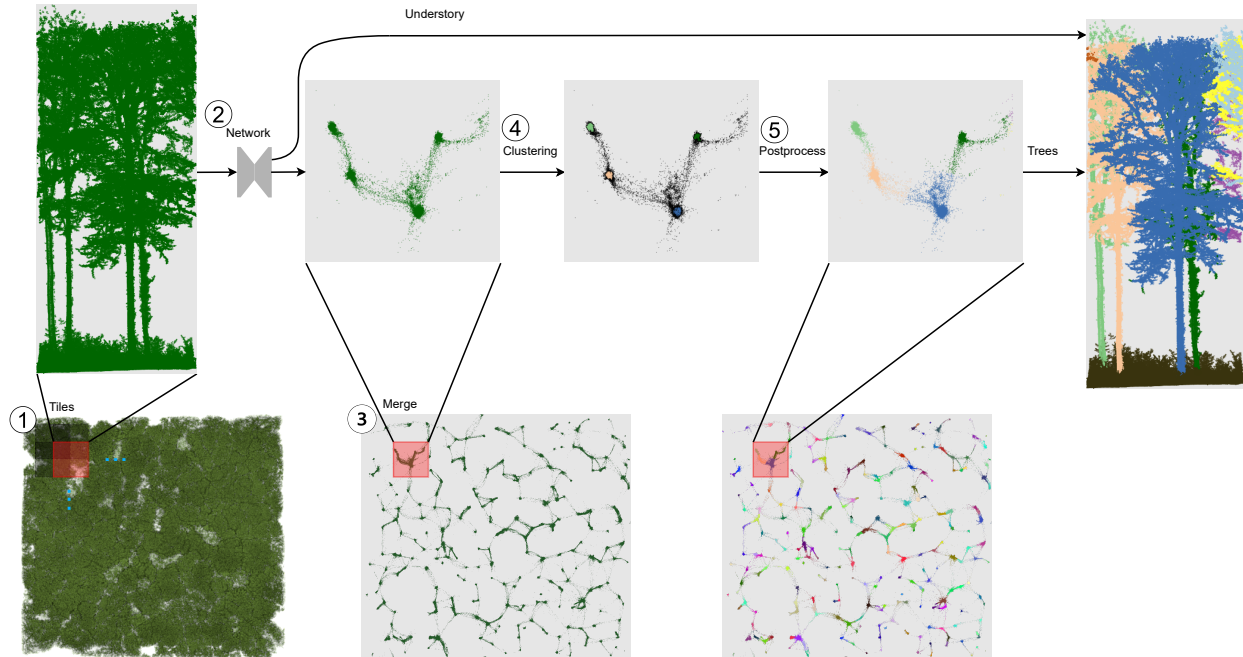 Understory
②
Network
④
Clustering
⑤
Postprocess
Trees
①
Tiles
③
Merge